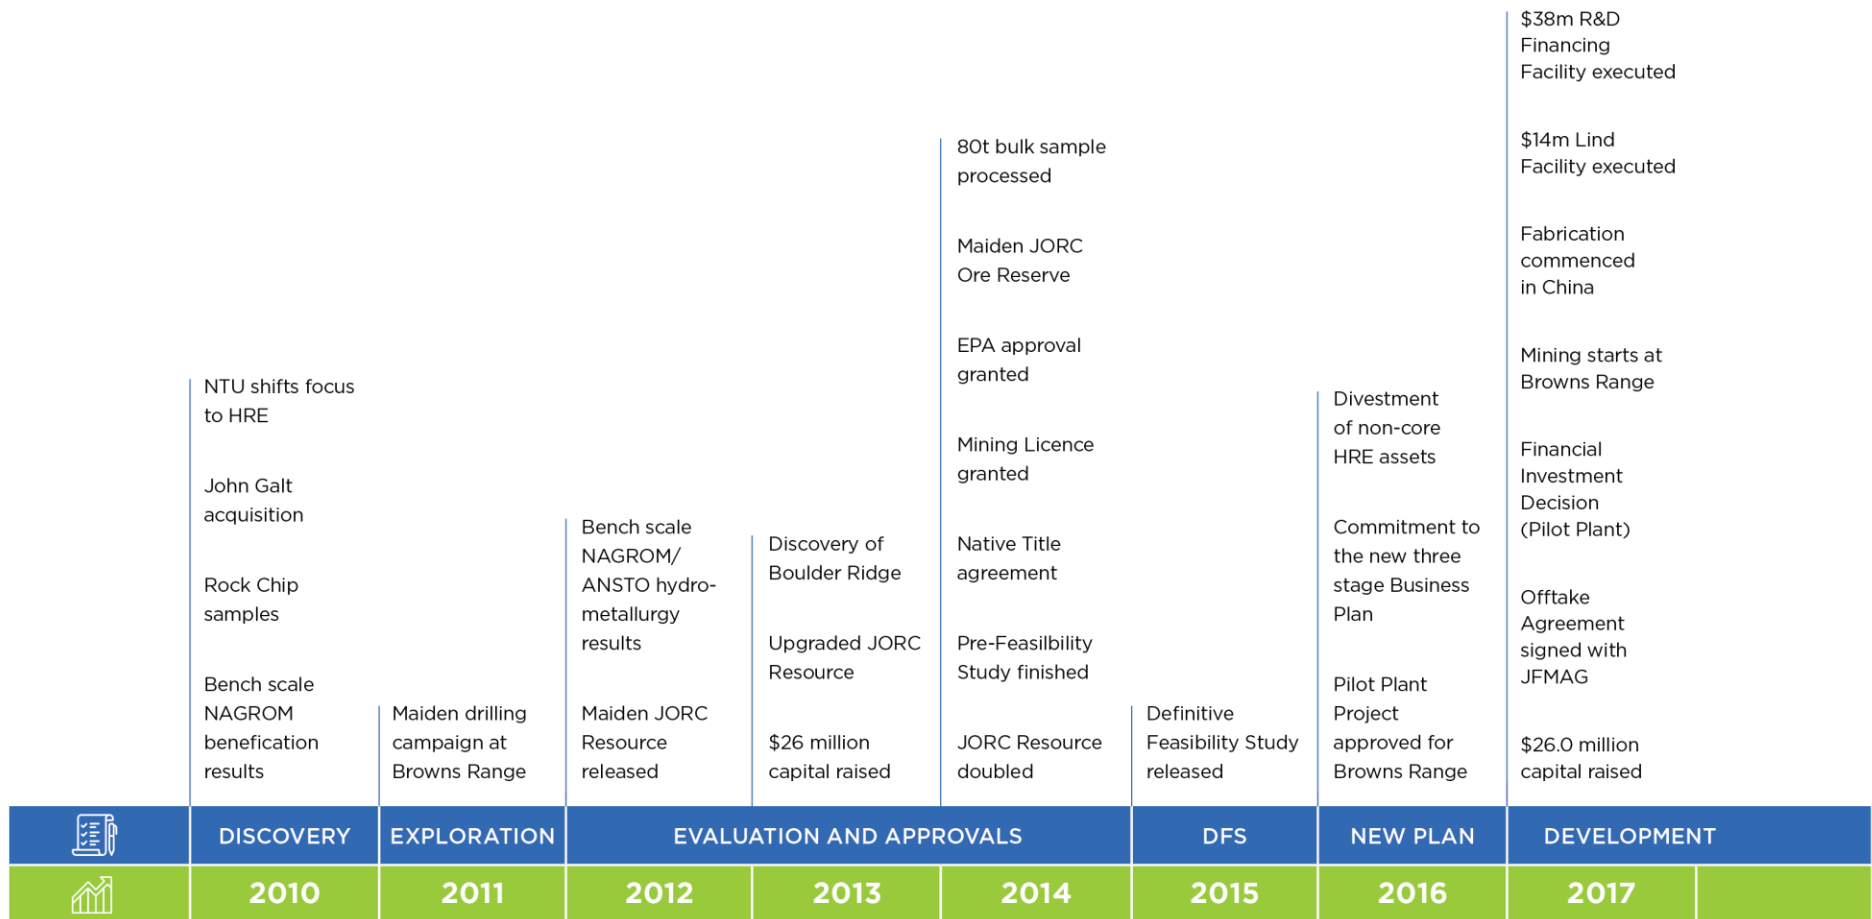 NTU shifts focus
to HRE
John Galt
acquisition
Rock Chip
samples
Bench scale
NAGROM
benefication
results
Maiden drilling
campaign at
Browns Range
Bench scale
NAGROM/
ANSTO hydro-
metallurgy
results
Maiden JORC
Resource
released
Discovery of
Boulder Ridge
Upgraded JORC
Resource
$26 million
capital raised
80t bulk sample
processed
Maiden JORC
Ore Reserve
EPA approval
granted
Mining Licence
granted
Native Title
agreement
Pre-Feasilbility
Study finished
JORC Resource
doubled
Definitive
Feasibility Study
released
Divestment
of non-core
HRE assets
Commitment to
the new three
stage Business
Plan
Pilot Plant
Project
approved for
Browns Range
$38m R&D
Financing
Facility executed
$14m Lind
Facility executed
Fabrication
commenced
in China
Mining starts at
Browns Range
Financial
Investment
Decision
(Pilot Plant)
Offtake
Agreement
signed with
JFMAG
$26.0 million
capital raised
DISCOVERY EXPLORATION EVALUATION AND APPROVALS DFS NEW PLAN DEVELOPMENT
2010 2011 2012 2013 2014 2015 2016 2017